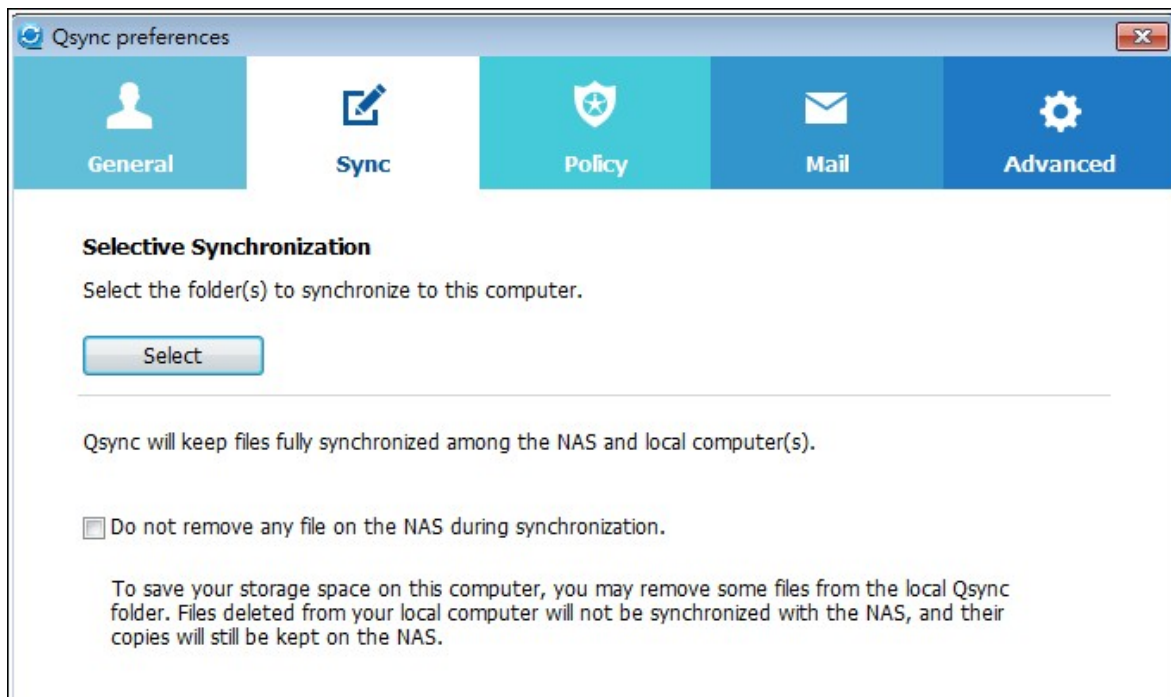 Qsync preferences
General
Sync
Policy
Mail
Advanced
Selective Synchronization
Select the folder(s) to synchronize to this computer.
Select
Qsync will keep files fully synchronized among the NAS and local computer(s).
Do not remove any file on the NAS during synchronization.
To save your storage space on this computer, you may remove some files from the local Qsync
folder. Files deleted from your local computer will not be synchronized with the NAS, and their
copies will still be kept on the NAS.